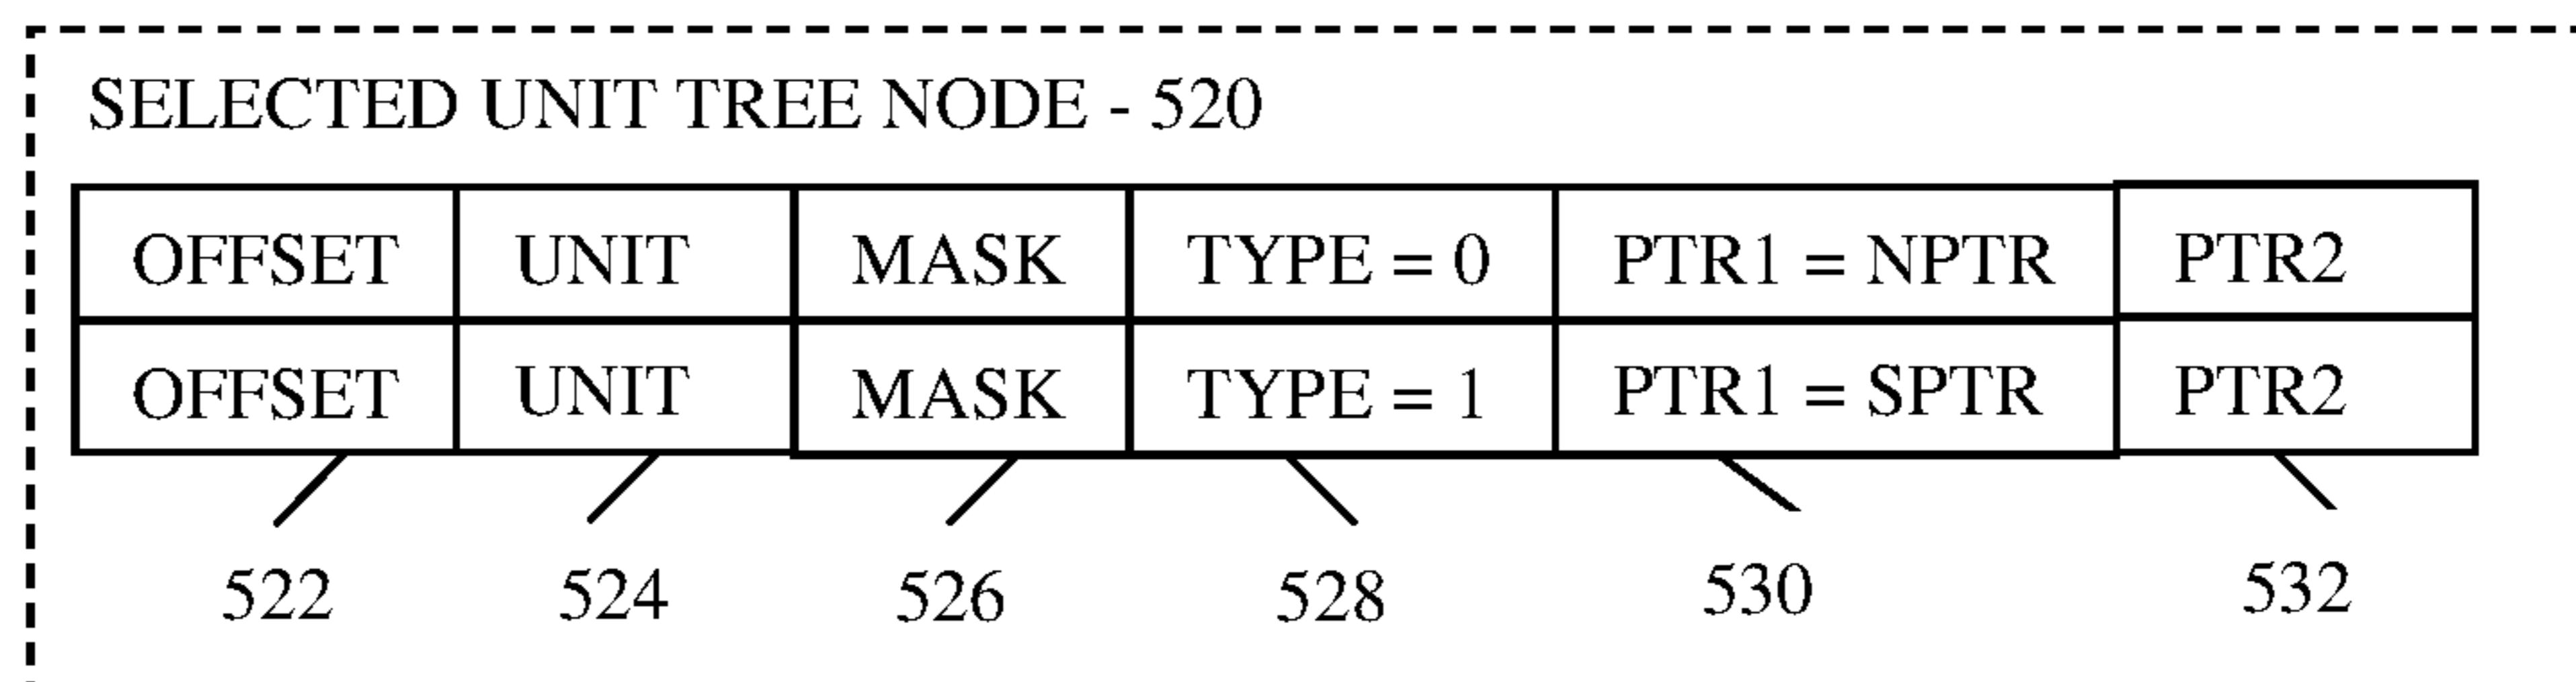 SELECTED UNIT TREE NODE - 520
OFFSET UNIT MASK TYPE = 0 PTR1 = NPTR PTR2
OFFSET UNIT MASK TYPE = 1 PTR1 = SPTR PTR2
522 524 526 528 530 532